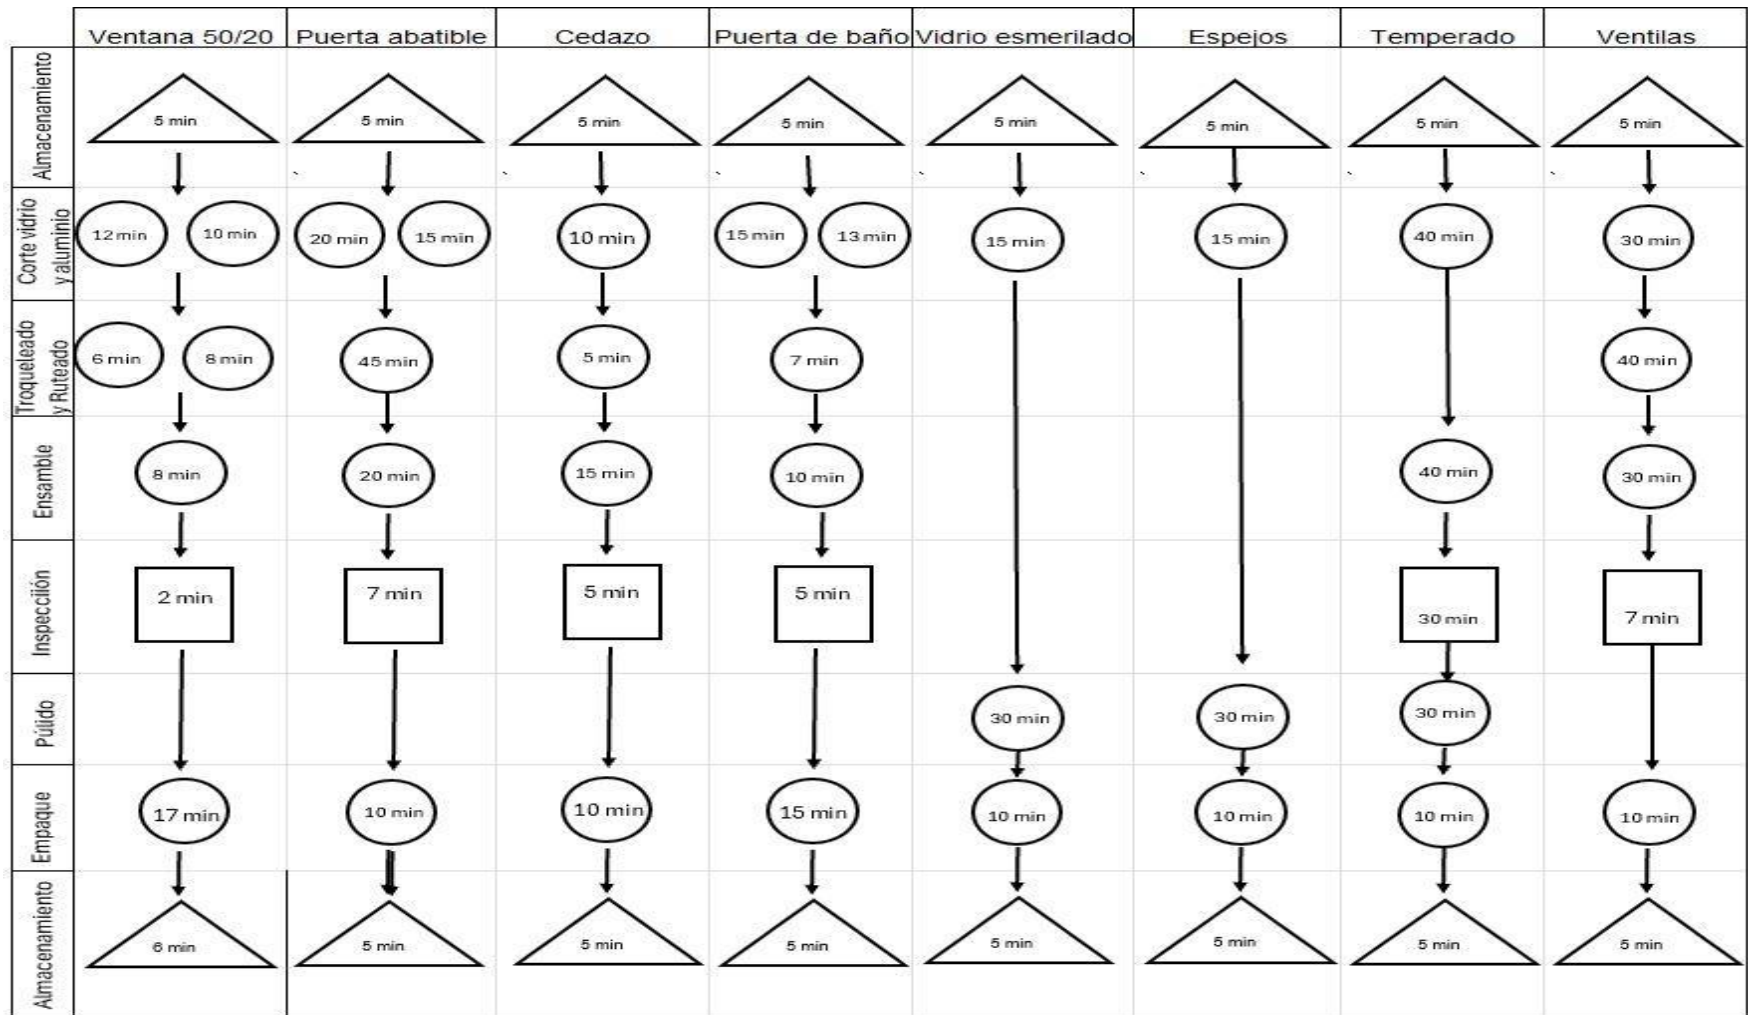 Ventana 50/20 Puerta abatible Cedazo Puerta de baño Vidrio esmerilado Espejos Temperado Ventilas
Almacenamiento
5 min 5 min 5 min 5 min 5 min 5 min 5 min 5 min
Corte vidrio
y aluminio
12 min 10 min 20 min 15 min 10 min 15 min 13 min 15 min 15 min 40 min 30 min
Troqueleado
y Ruteado
6 min 8 min 45 min 5 min 7 min 40 min
Ensamble
8 min 20 min 15 min 10 min 40 min 30 min
Inspección
2 min 7 min 5 min 5 min 30 min 7 min
Púlido
30 min 30 min 30 min
Empaque
17 min 10 min 10 min 15 min 10 min 10 min 10 min 10 min
Almacenamiento
6 min 5 min 5 min 5 min 5 min 5 min 5 min 5 min